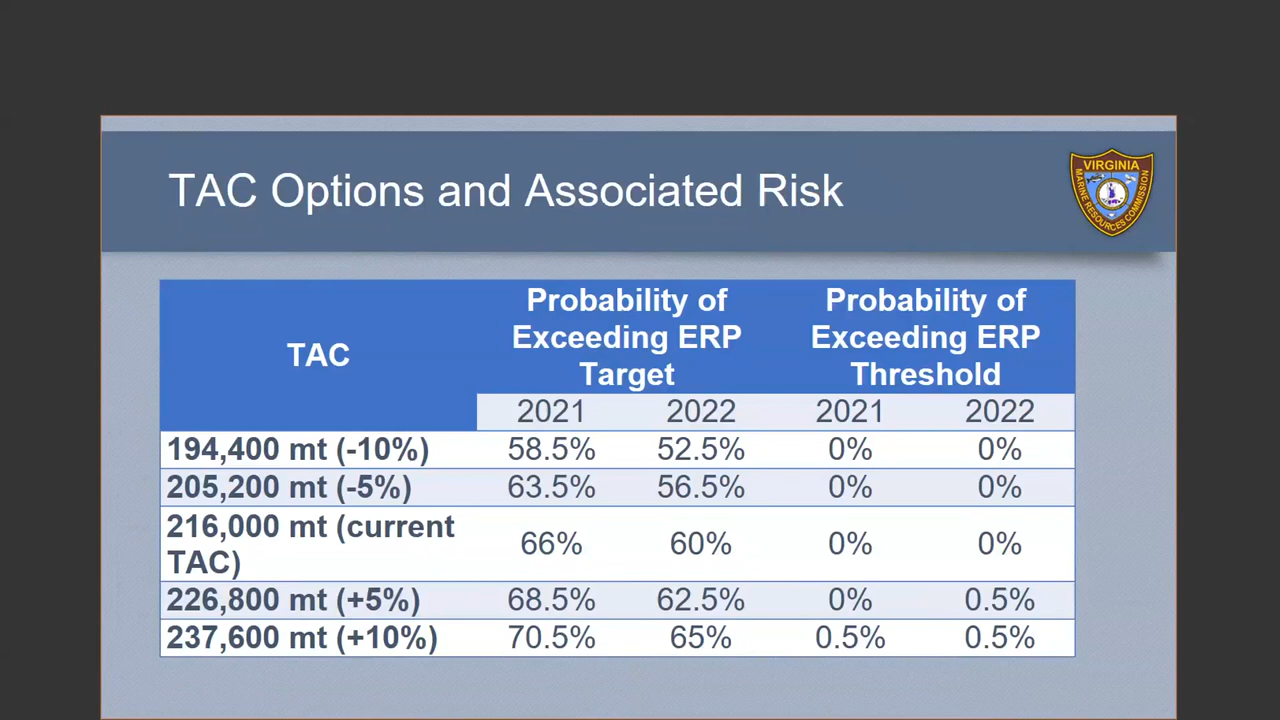 TAC Options and Associated Risk
VIRGINIA
MARINE RESOURCES COMMISSION
TAC
Probability of
Exceeding ERP
Target
Probability of
Exceeding ERP
Threshold
2021 2022 2021 2022
194,400 mt (-10%) 58.5% 52.5% 0% 0%
205,200 mt (-5%) 63.5% 56.5% 0% 0%
216,000 mt (current
TAC) 66% 60% 0% 0%
226,800 mt (+5%) 68.5% 62.5% 0% 0.5%
237,600 mt (+10%) 70.5% 65% 0.5% 0.5%